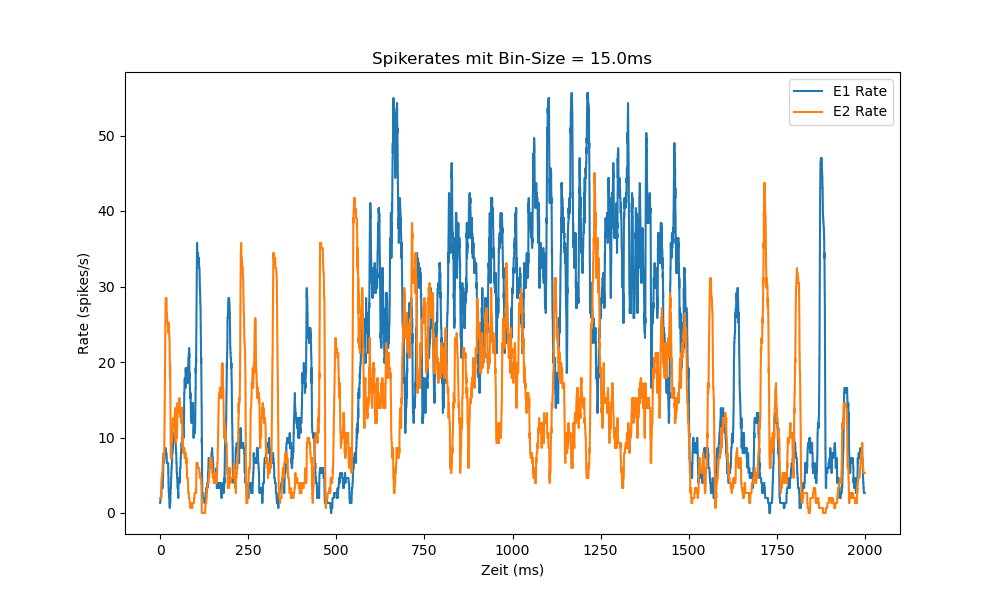 Spikerates mit Bin-Size = 15.0ms
E1 Rate
E2 Rate
Rate (spikes/s)
50
40
30
20
10
0
0 250 500 750 1000 1250 1500 1750 2000
Zeit (ms)